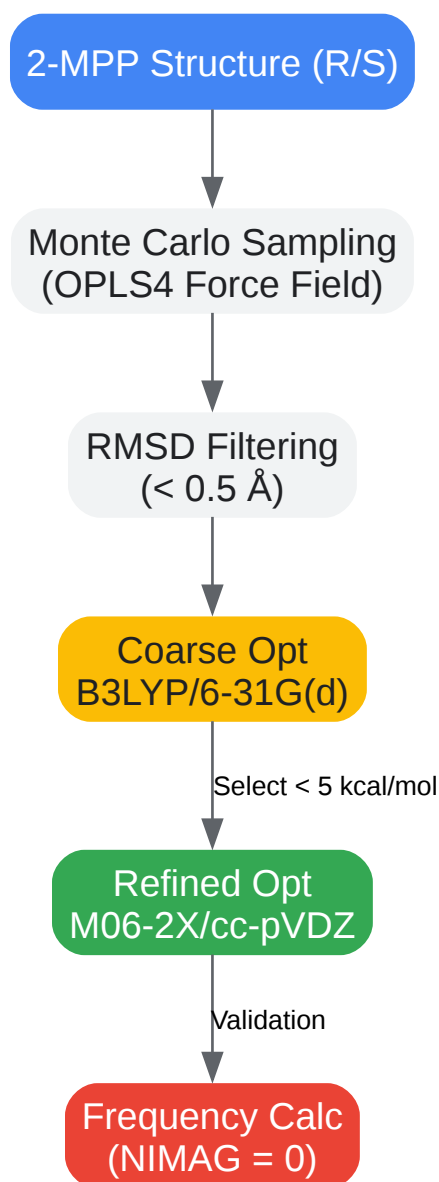 2-MPP Structure (R/S)
Monte Carlo Sampling
(OPLS4 Force Field)
RMSD Filtering
(< 0.5 Å)
Coarse Opt
B3LYP/6-31G(d)
Select < 5 kcal/mol
Refined Opt
M06-2X/cc-pVDZ
Validation
Frequency Calc
(NIMAG = 0)